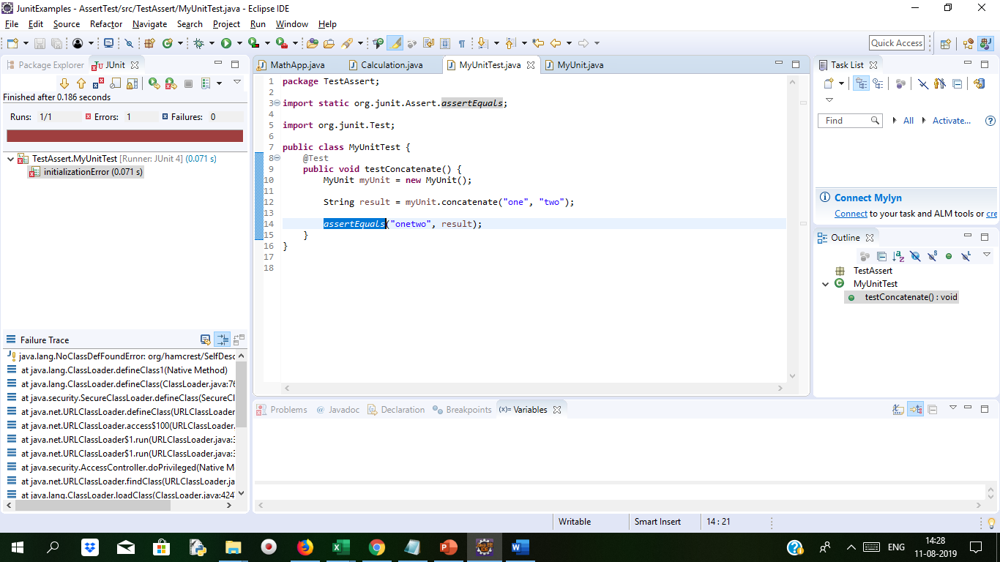 JunitExamples - AssertTest/src/TestAssert/MyUnitTest.java - Eclipse IDE
File Edit Source Refactor Navigate Search Project Run Window Help
Quick Access
Package Explorer JUnit
Finished after 0.186 seconds
Runs: 1/1 Errors: 1 Failures: 0
TestAssert.MyUnitTest [Runner: JUnit 4] (0.071 s)
initializationError (0.071 s)
Failure Trace
java.lang.NoClassDefFoundError: org/hamcrest/SelfDesc
at java.lang.ClassLoader.defineClass1(Native Method)
at java.lang.ClassLoader.defineClass(ClassLoader.java:76
at java.security.SecureClassLoader.defineClass(SecureCl
at java.net.URLClassLoader.defineClass(URLClassLoader
at java.net.URLClassLoader.access$100(URLClassLoader.
at java.net.URLClassLoader$1.run(URLClassLoader.java:3
at java.net.URLClassLoader$1.run(URLClassLoader.java:3
at java.security.AccessController.doPrivileged(Native M
at java.net.URLClassLoader.findClass(URLClassLoader.ja
at java.lang.ClassLoader.loadClass(ClassLoader.java:424
MathApp.java Calculation.java MyUnitTest.java MyUnit.java
1 package TestAssert;
2
3 import static org.junit.Assert.assertEquals;
4
5 import org.junit.Test;
6
7 public class MyUnitTest {
8 @Test
9 public void testConcatenate() {
10 MyUnit myUnit = new MyUnit();
11
12 String result = myUnit.concatenate("one", "two");
13
14 assertEquals("onetwo", result);
15 }
16 }
17
18
Problems @ Javadoc Declaration Breakpoints (x)= Variables
Task List
Find All Activate...
Connect Mylyn
Connect to your task and ALM tools or cre
Outline
TestAssert
MyUnitTest
testConcatenate() : void
Writable Smart Insert 14 : 21
ENG 14:28
11-08-2019